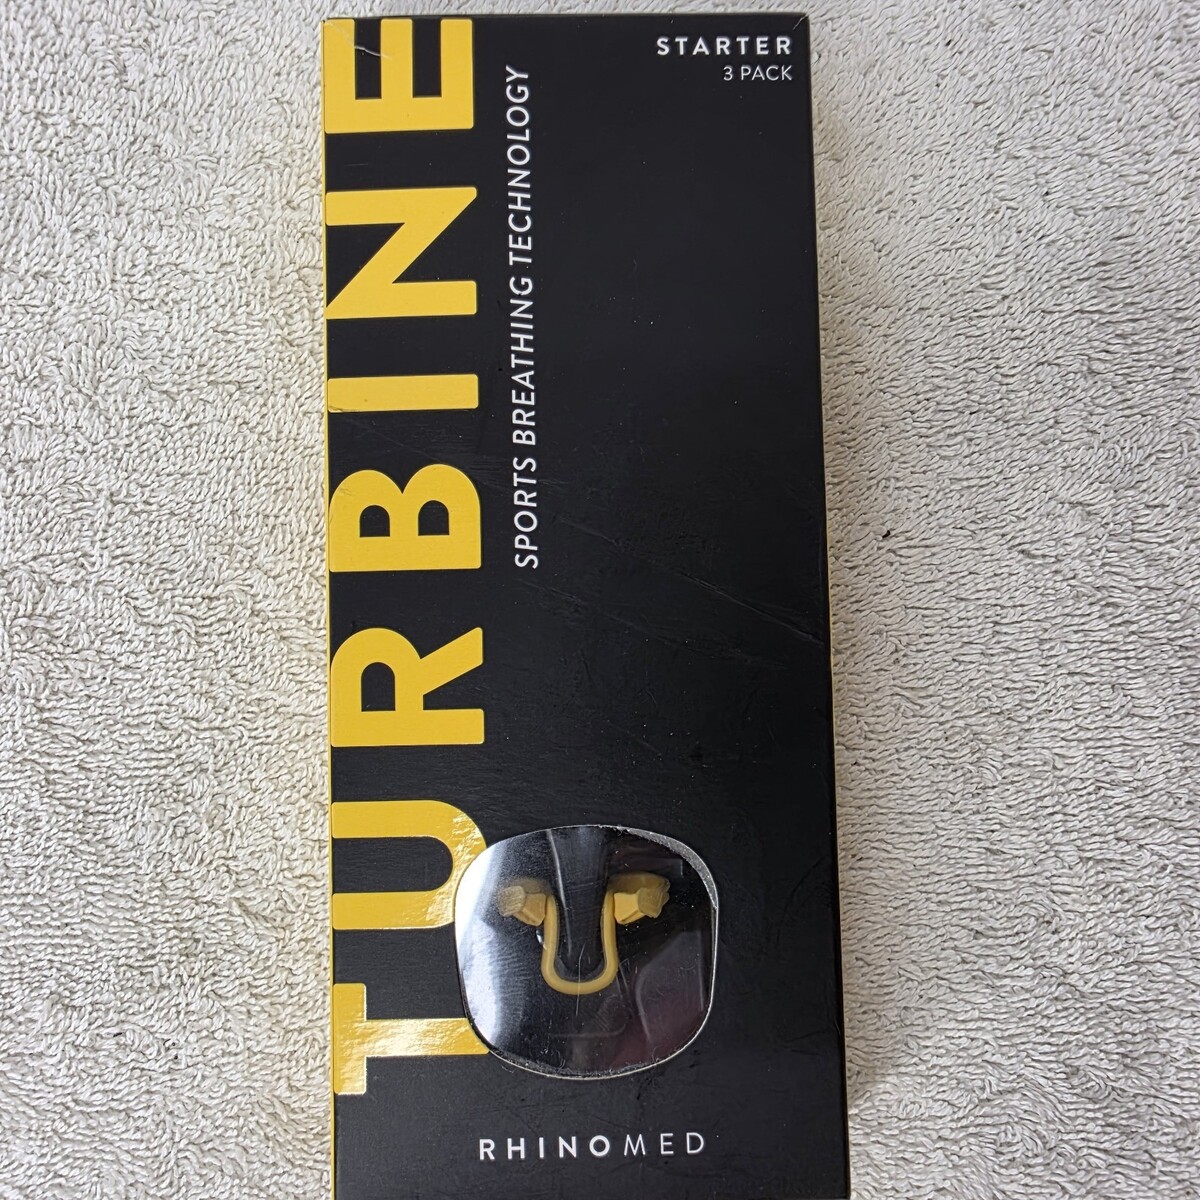 STARTER
3 PACK
TURBINE
SPORTS BREATHING TECHNOLOGY
RHINOMED